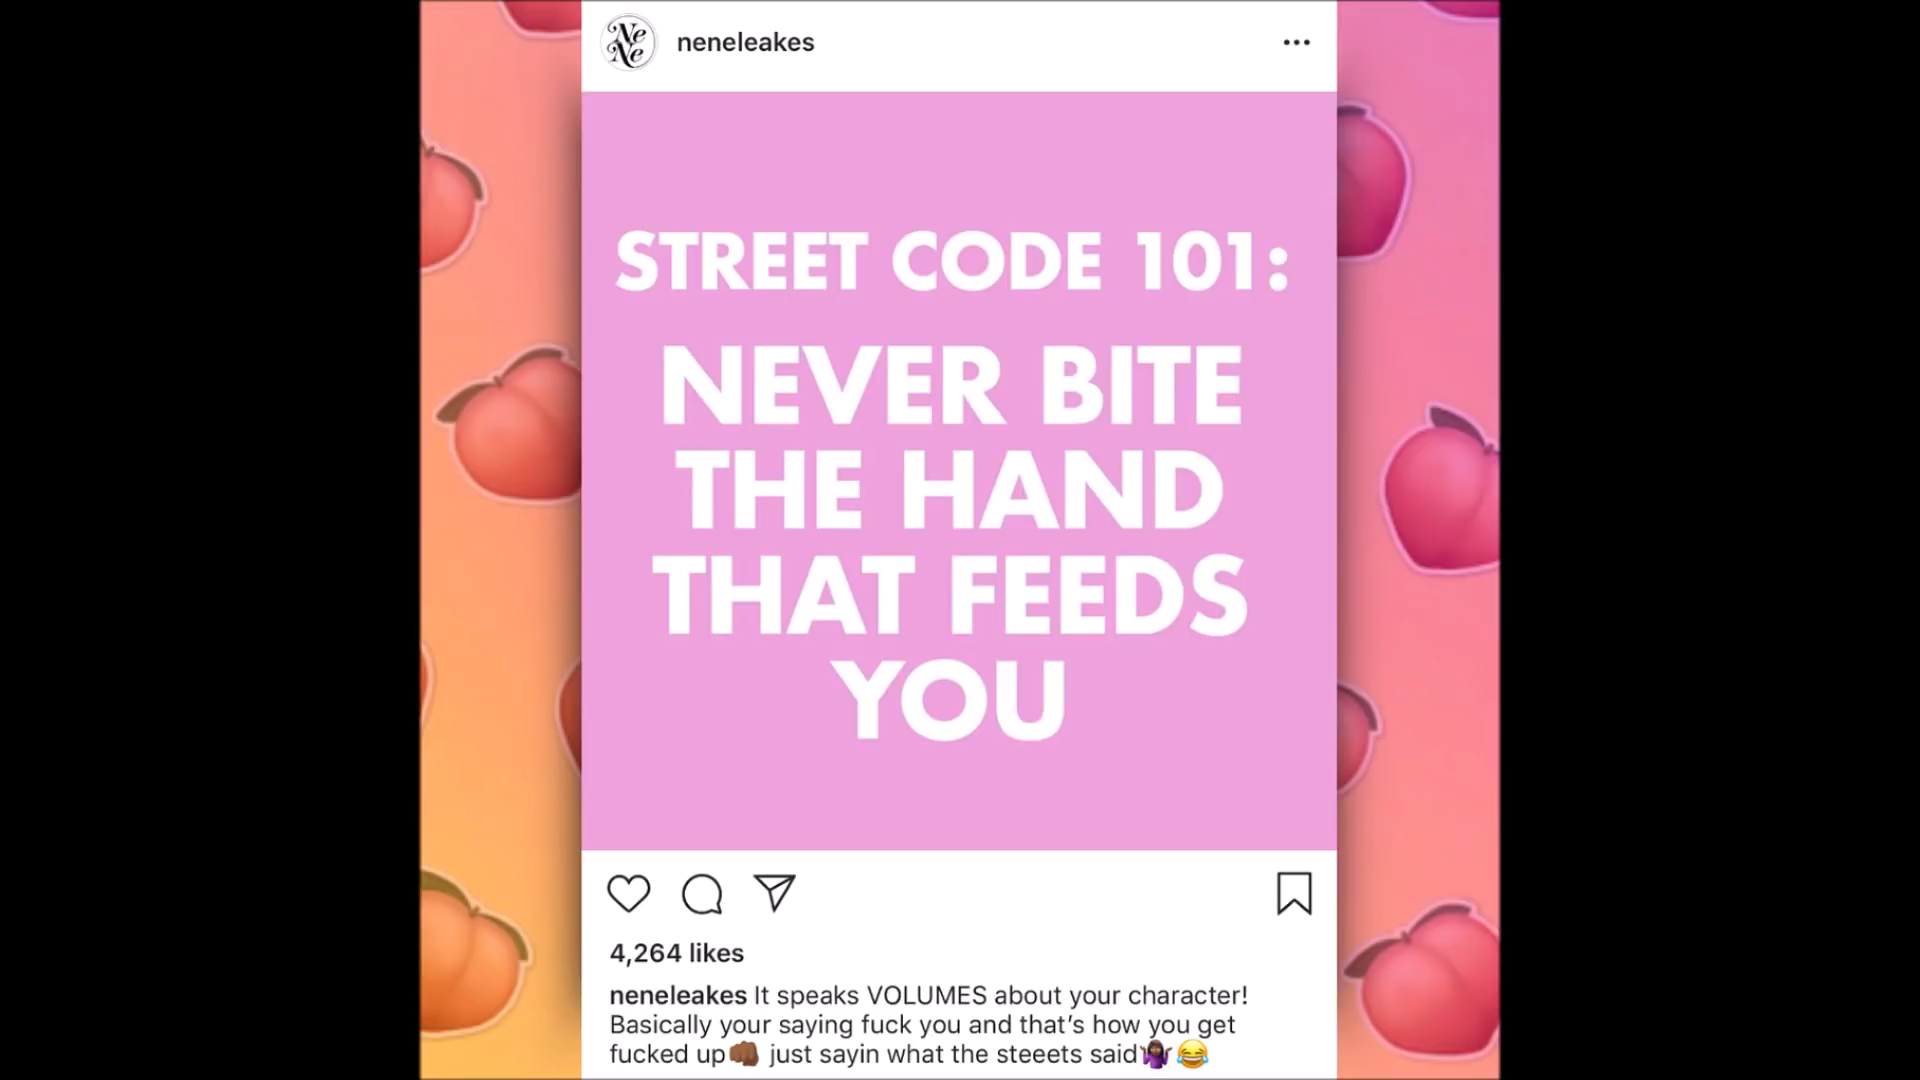 Ne
Ne
neneleakes
STREET CODE 101:
NEVER BITE
THE HAND
THAT FEEDS
YOU
4,264 likes
neneleakes It speaks VOLUMES about your character!
Basically your saying fuck you and that’s how you get
fucked up👊🏾 just sayin what the steeets said🤷🏾‍♀️😂